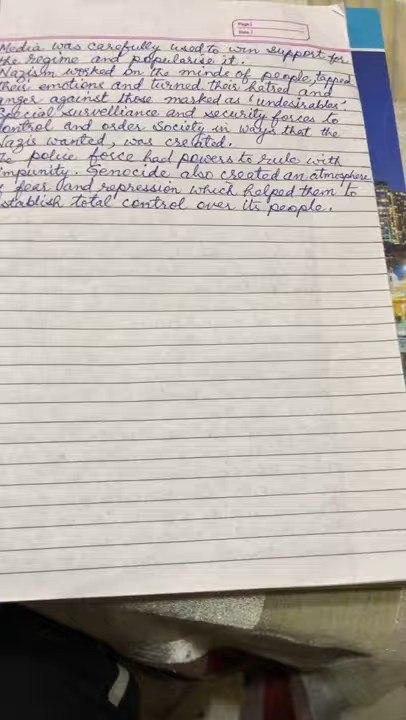 Page:
Date:
Media was carefully used to win support for
the regime and popularise it.
Nazism worked on the minds of people, tapped
their emotions and turned their hatred and
anger against those masked as 'undesirables'
Special surveillance and security forces to
control and order society in ways that the
Nazis wanted, was created.
The police force had powers to rule with
impunity. Genocide also created an atmosphere
of fear and repression which helped them to
establish total control over its people.